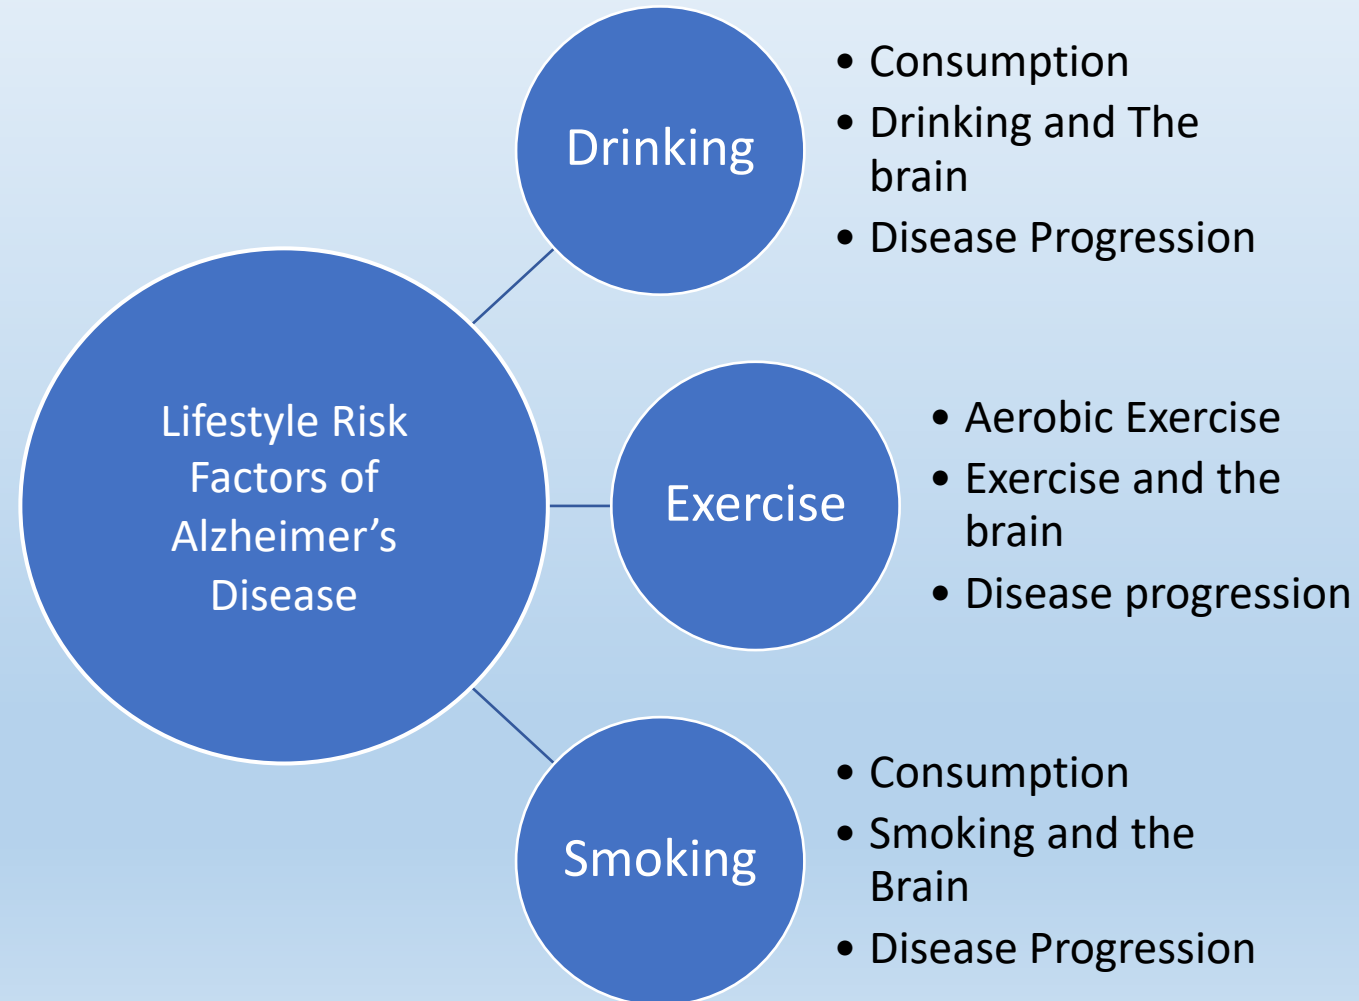 Lifestyle Risk
Factors of
Alzheimer’s
Disease
Drinking
• Consumption
• Drinking and The
brain
• Disease Progression
Exercise
• Aerobic Exercise
• Exercise and the
brain
• Disease progression
Smoking
• Consumption
• Smoking and the
Brain
• Disease Progression